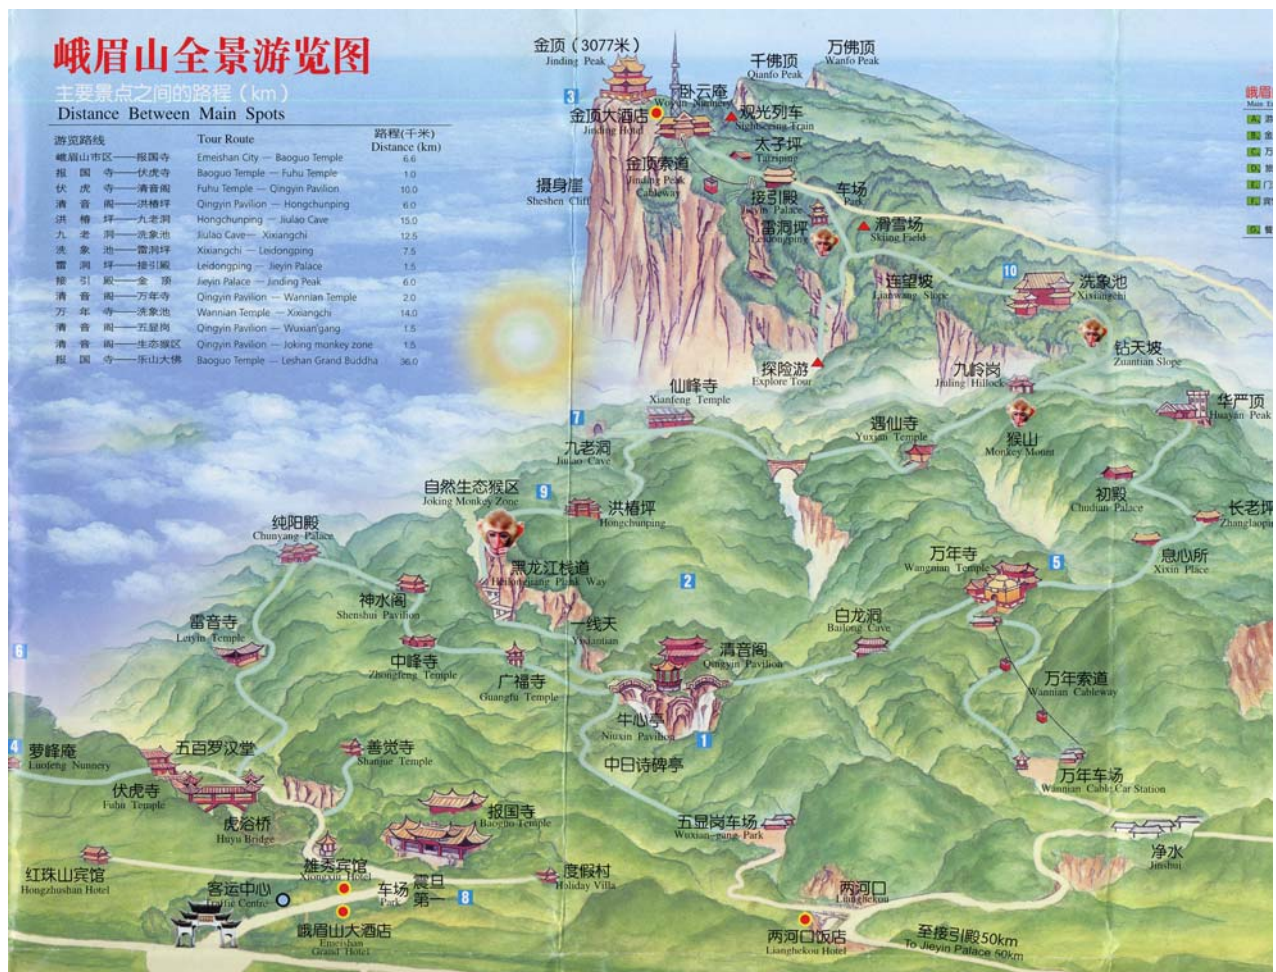 峨眉山全景游览图
主要景点之间的路程（km）
Distance Between Main Spots
游览路线 Tour Route 路程(千米) Distance (km)
峨眉山市区——报国寺 Emeishan City — Baoguo Temple 6.6
报国寺——伏虎寺 Baoguo Temple — Fuhu Temple 1.0
伏虎寺——清音阁 Fuhu Temple — Qingyin Pavilion 10.0
清音阁——洪椿坪 Qingyin Pavilion — Hongchunping 6.0
洪椿坪——九老洞 Hongchunping — Jiulao Cave 15.0
九老洞——洗象池 Jiulao Cave— Xixiangchi 12.5
洗象池——雷洞坪 Xixiangchi — Leidongping 7.5
雷洞坪——接引殿 Leidongping — Jieyin Palace 1.5
接引殿——金顶 Jieyin Palace — Jinding Peak 6.0
清音阁——万年寺 Qingyin Pavilion — Wannian Temple 2.0
万年寺——洗象池 Wannian Temple — Xixiangchi 14.0
清音阁——五显岗 Qingyin Pavilion — Wuxian'gang 1.5
清音阁——生态猴区 Qingyin Pavilion — Joking monkey zone 1.5
报国寺——乐山大佛 Baoguo Temple — Leshan Grand Buddha 36.0
金顶（3077米）
Jinding Peak
千佛顶
Qianfo Peak
万佛顶
Wanfo Peak
3
卧云庵
Woyun Nunnery
金顶大酒店
Jinding Hotel
观光列车
Sightseeing Train
太子坪
Taiziping
金顶索道
Jinding Peak
Cableway
摄身崖
Sheshen Cliff
接引殿
Jieyin Palace
车场
Park
雷洞坪
Leidongping
滑雪场
Skiing Field
连望坡
Lianwang Slope
10
洗象池
Xixiangchi
钻天坡
Zuantian Slope
探险游
Explore Tour
九岭岗
Jiuling Hillock
仙峰寺
Xianfeng Temple
华严顶
Huayan Peak
7
九老洞
Jiulao Cave
遇仙寺
Yuxian Temple
猴山
Monkey Mount
自然生态猴区
Joking Monkey Zone
9
洪椿坪
Hongchunping
初殿
Chudian Palace
长老坪
纯阳殿
Chunyang Palace
黑龙江栈道
Heilongjiang Plank Way
2
万年寺
Wangnian Temple
5
息心所
Xixin Place
神水阁
Shenshui Pavilion
雷音寺
Leiyin Temple
一线天
Yixiantian
白龙洞
Bailong Cave
清音阁
Qingyin Pavilion
6
中峰寺
Zhongfeng Temple
广福寺
Guangfu Temple
万年索道
Wannian Cableway
牛心亭
Niuxin Pavilion
1
4
萝峰庵
Luofeng Nunnery
五百罗汉堂
善觉寺
Shanjue Temple
中日诗碑亭
万年车场
Wannian Cable Car Station
伏虎寺
Fuhu Temple
虎浴桥
Huyu Bridge
报国寺
Baoguo Temple
五显岗车场
Wuxian-gang Park
净水
Jinshui
红珠山宾馆
Hongzhushan Hotel
雄秀宾馆
Xiongxiu Hotel
度假村
Holiday Villa
客运中心
Traffic Centre
车场
Park
震旦
第一
8
两河口
Lianghekou
峨眉山大酒店
Emeishan
Grand Hotel
两河口饭店
Lianghekou Hotel
至接引殿50km
To Jieyin Palace 50km